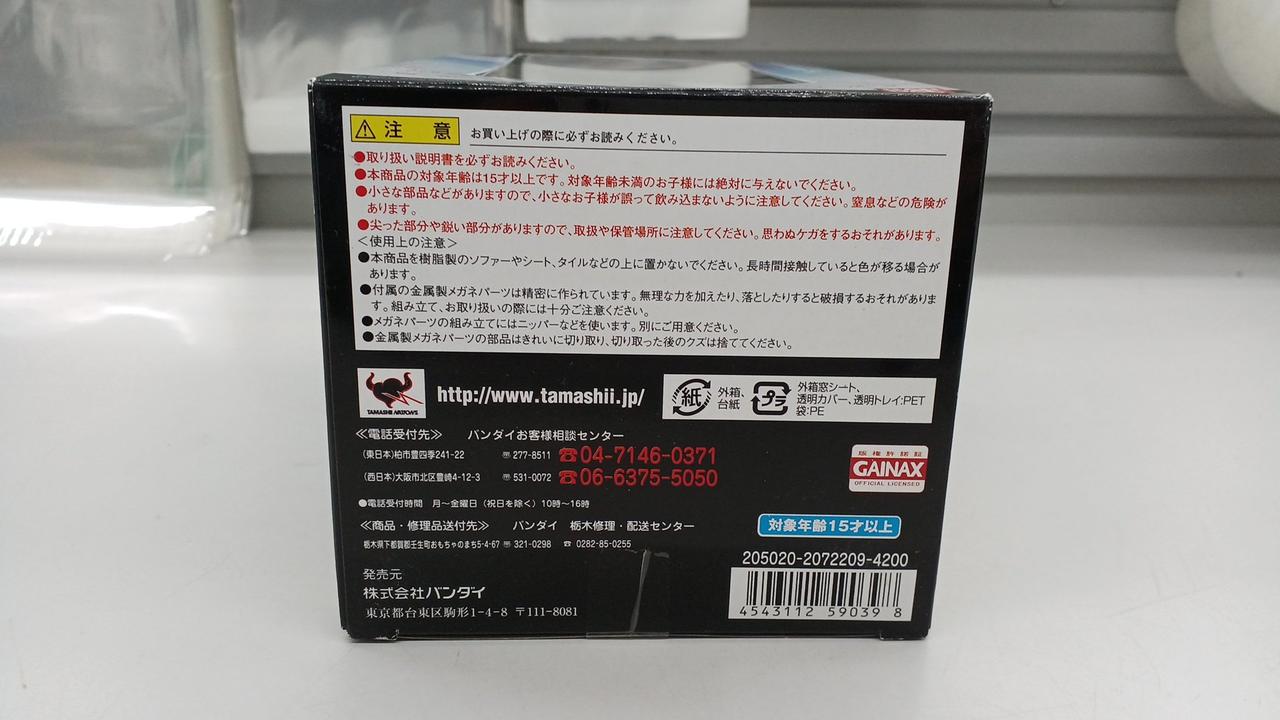 注 意 お買い上げの際に必ずお読みください。
●取り扱い説明書を必ずお読みください。
●本商品の対象年齢は15才以上です。対象年齢未満のお子様には絶対に与えないでください。
●小さな部品などがありますので、小さなお子様が誤って飲み込まないように注意してください。窒息などの危険が
あります。
●尖った部分や鋭い部分がありますので、取扱や保管場所に注意してください。思わぬケガをするおそれがあります。
＜使用上の注意＞
●本商品を樹脂製のソファーやシート、タイルなどの上に置かないでください。長時間接触していると色が移る場合が
あります。
●付属の金属製メガネパーツは精密に作られています。無理な力を加えたり、落としたりすると破損するおそれがありま
す。組み立て、お取り扱いの際には十分ご注意ください。
●メガネパーツの組み立てにはニッパーなどを使います。別にご用意ください。
●金属製メガネパーツの部品はきれいに切り取り、切り取った後のクズは捨ててください。
TAMASHII NATIONS
http://www.tamashii.jp/
紙
外箱、
台紙
プラ
外箱窓シート、
透明カバー、透明トレイ:PET
袋:PE
≪電話受付先≫ バンダイお客様相談センター
(東日本)柏市豊四季241-22 〒277-8511 ☎04-7146-0371
(西日本)大阪市北区豊崎4-12-3 〒531-0072 ☎06-6375-5050
●電話受付時間 月～金曜日(祝日を除く)10時～16時
≪商品・修理品送付先≫ バンダイ 栃木修理・配送センター
栃木県下都賀郡壬生町おもちゃのまち5-4-67 〒321-0298 ☎0282-85-0255
発売元
株式会社バンダイ
東京都台東区駒形1-4-8 〒111-8081
版権許諾証
GAINAX
OFFICIAL LICENSED
対象年齢15才以上
205020-2072209-4200
4543112 59039 8